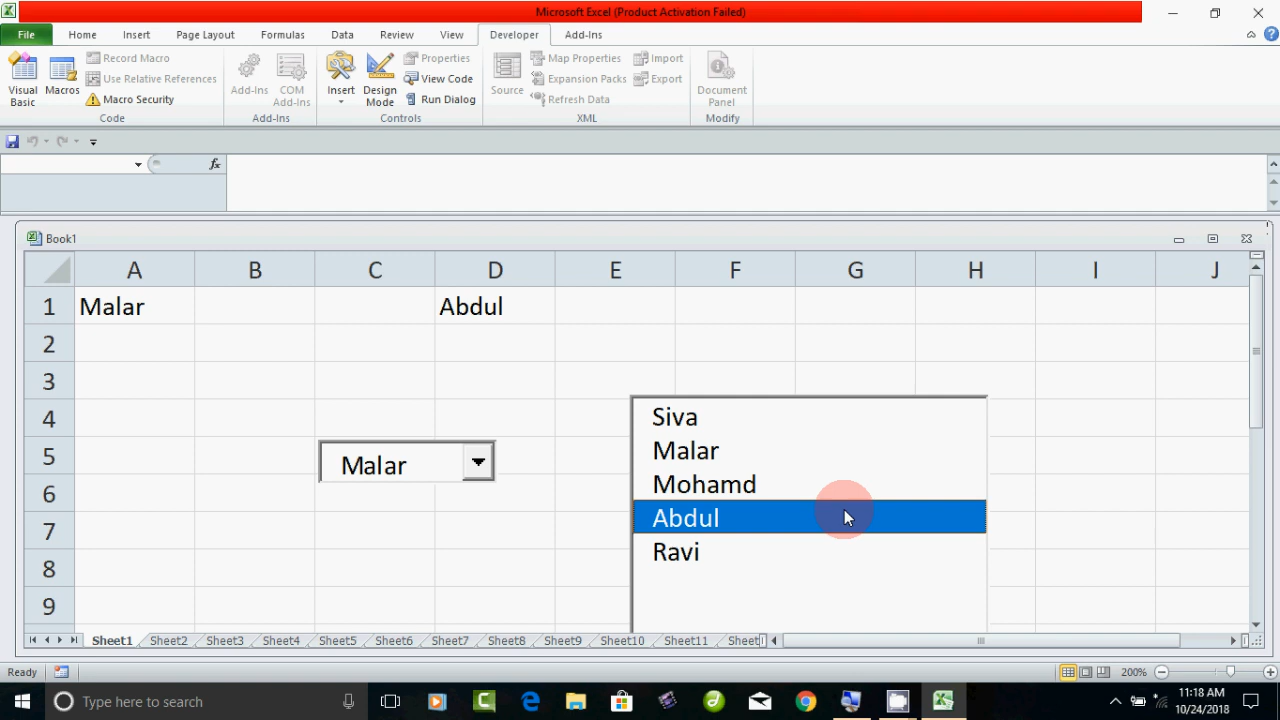 Microsoft Excel (Product Activation Failed)
File Home Insert Page Layout Formulas Data Review View Developer Add-Ins
Visual Basic
Macros
Record Macro
Use Relative References
Macro Security
Code
Add-Ins
COM Add-Ins
Add-Ins
Insert
Design Mode
Properties
View Code
Run Dialog
Controls
Source
Map Properties
Expansion Packs
Refresh Data
Import
Export
XML
Document Panel
Modify
fx
Book1
A B C D E F G H I J
1 Malar Abdul
2
3
4
5
6
7
8
9
Malar
Siva
Malar
Mohamd
Abdul
Ravi
Sheet1 Sheet2 Sheet3 Sheet4 Sheet5 Sheet6 Sheet7 Sheet8 Sheet9 Sheet10 Sheet11 Sheet
Ready 200%
Type here to search
11:18 AM
10/24/2018